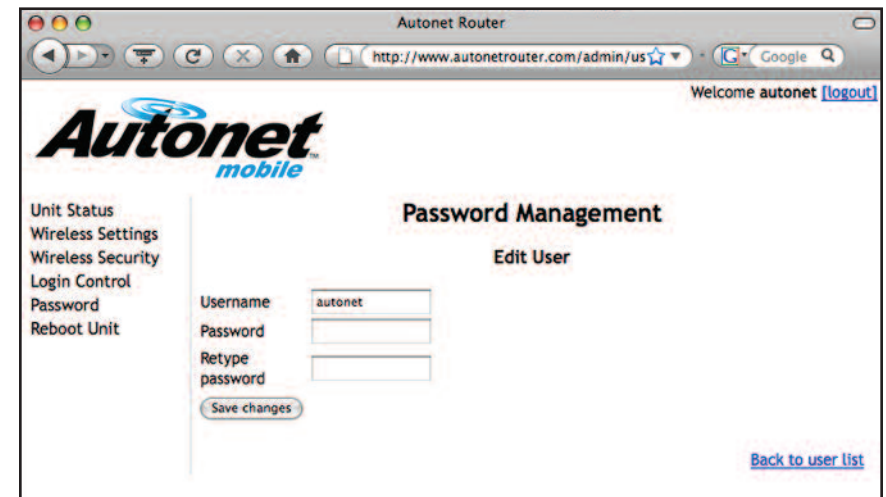 Autonet Router
http://www.autonetrouter.com/admin/us
Google
Welcome autonet [logout]
Autonet
mobile
Unit Status
Wireless Settings
Wireless Security
Login Control
Password
Reboot Unit
Password Management
Edit User
Username
autonet
Password
Retype
password
Save changes
Back to user list